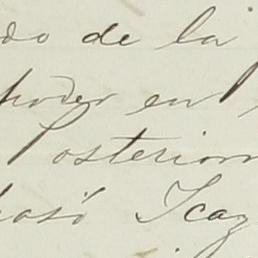 do de la
poder en
Posterior
pasó Icaz